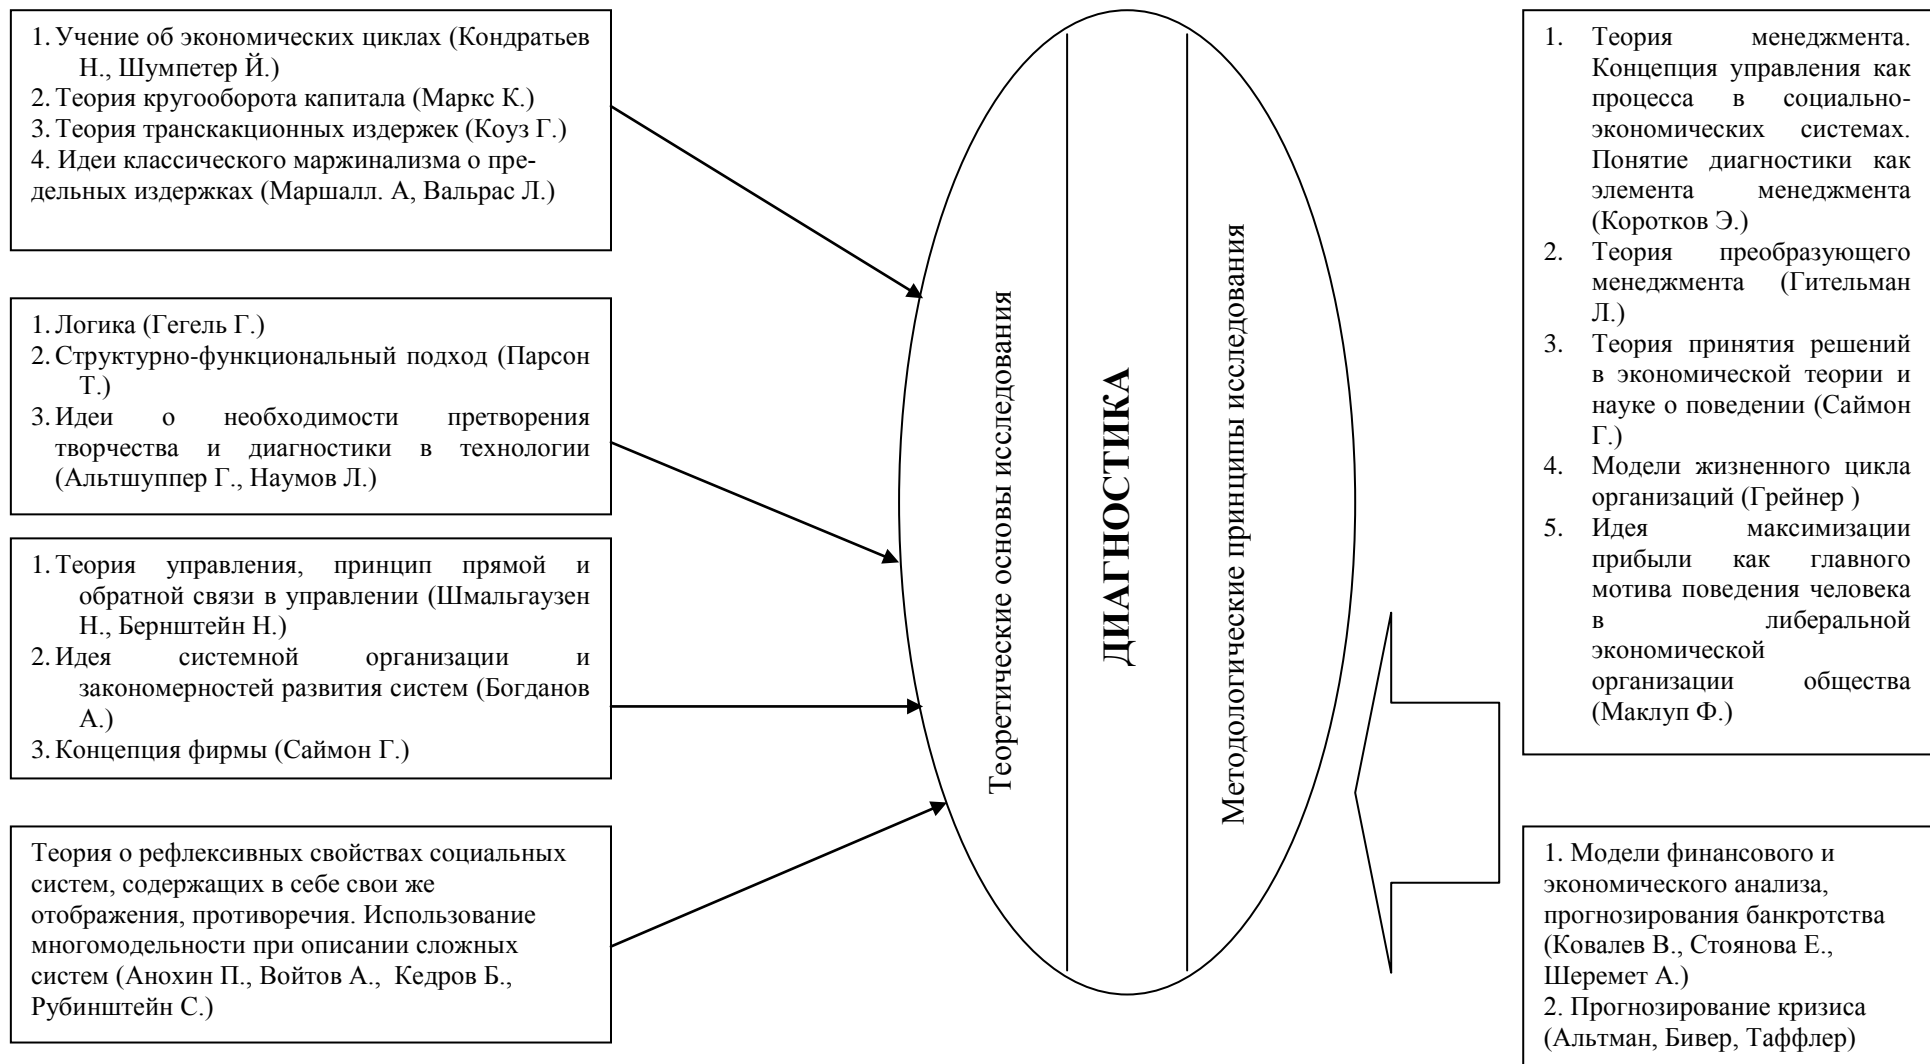 1. Учение об экономических циклах (Кондратьев
Н., Шумпетер Й.)
2. Теория кругооборота капитала (Маркс К.)
3. Теория транскакционных издержек (Коуз Г.)
4. Идеи классического маржинализма о пре-
дельных издержках (Маршалл. А, Вальрас Л.)
1. Логика (Гегель Г.)
2. Структурно-функциональный подход (Парсон
Т.)
3. Идеи о необходимости претворения
творчества и диагностики в технологии
(Альтшуппер Г., Наумов Л.)
1. Теория управления, принцип прямой и
обратной связи в управлении (Шмальгаузен
Н., Бернштейн Н.)
2. Идея системной организации и
закономерностей развития систем (Богданов
А.)
3. Концепция фирмы (Саймон Г.)
Теория о рефлексивных свойствах социальных
систем, содержащих в себе свои же
отображения, противоречия. Использование
многомодельности при описании сложных
систем (Анохин П., Войтов А., Кедров Б.,
Рубинштейн С.)
Теоретические основы исследования
ДИАГНОСТИКА
Методологические принципы исследования
1. Теория менеджмента.
Концепция управления как
процесса в социально-
экономических системах.
Понятие диагностики как
элемента менеджмента
(Коротков Э.)
2. Теория преобразующего
менеджмента (Гительман
Л.)
3. Теория принятия решений
в экономической теории и
науке о поведении (Саймон
Г.)
4. Модели жизненного цикла
организаций (Грейнер )
5. Идея максимизации
прибыли как главного
мотива поведения человека
в либеральной
экономической
организации общества
(Маклуп Ф.)
1. Модели финансового и
экономического анализа,
прогнозирования банкротства
(Ковалев В., Стоянова Е.,
Шеремет А.)
2. Прогнозирование кризиса
(Альтман, Бивер, Таффлер)